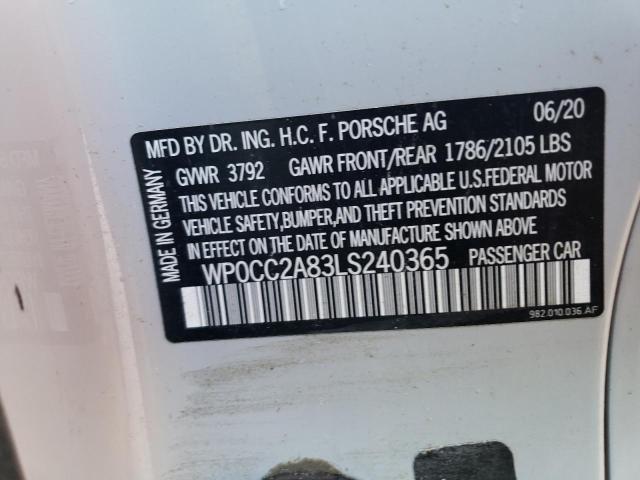 MFD BY DR. ING. H.C. F. PORSCHE AG 06/20
GVWR 3792 GAWR FRONT/REAR 1786/2105 LBS
THIS VEHICLE CONFORMS TO ALL APPLICABLE U.S.FEDERAL MOTOR
VEHICLE SAFETY,BUMPER,AND THEFT PREVENTION STANDARDS
IN EFFECT ON THE DATE OF MANUFACTURE SHOWN ABOVE
WP0CC2A83LS240365 PASSENGER CAR
982.010.036.AF
MADE IN GERMANY